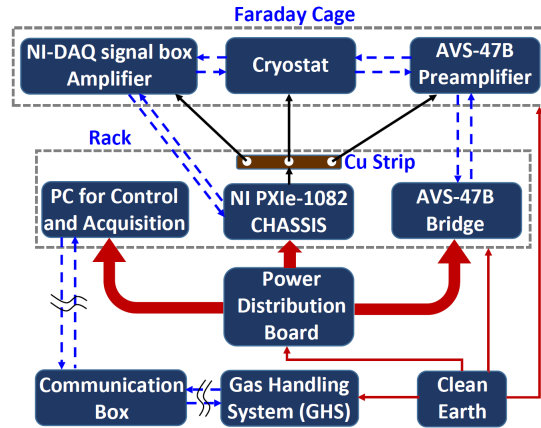 Faraday Cage
NI-DAQ signal box
Amplifier
Cryostat
AVS-47B
Preamplifier
Rack
Cu Strip
PC for Control
and Acquisition
NI PXIe-1082
CHASSIS
AVS-47B
Bridge
Power
Distribution
Board
Communication
Box
Gas Handling
System (GHS)
Clean
Earth